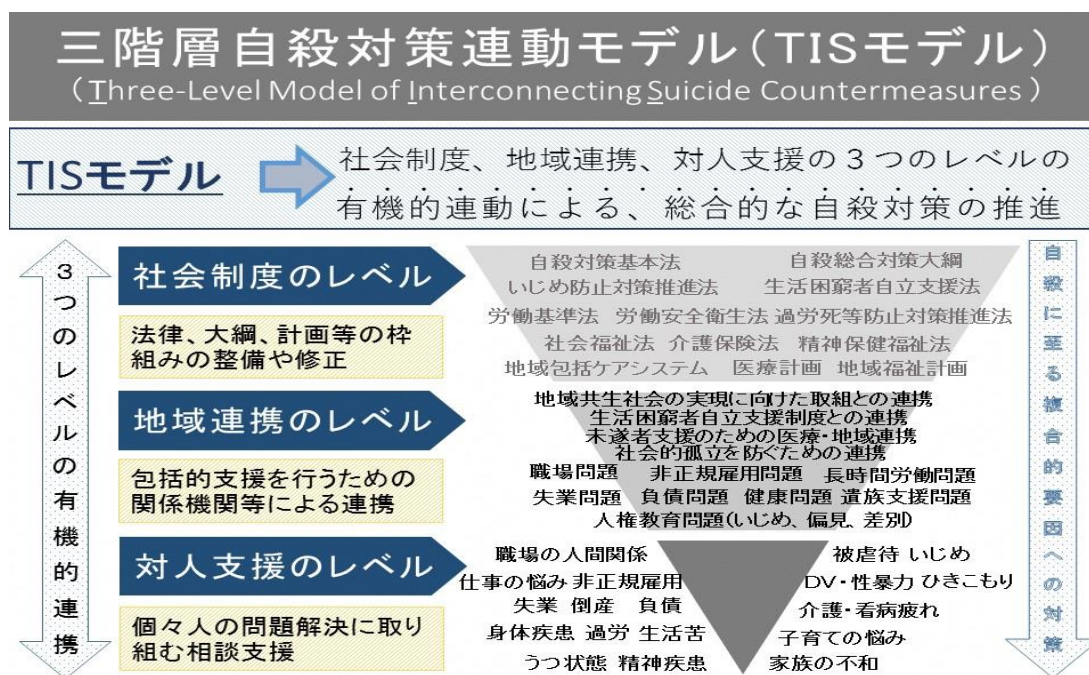 三階層自殺対策連動モデル(TISモデル)
(Three-Level Model of Interconnecting Suicide Countermeasures)
TISモデル
社会制度、地域連携、対人支援の3つのレベルの
有機的連動による、総合的な自殺対策の推進
3つのレベルの有機的連携
社会制度のレベル
法律、大綱、計画等の枠
組みの整備や修正
地域連携のレベル
包括的支援を行うための
関係機関等による連携
対人支援のレベル
個々人の問題解決に取り
組む相談支援
自殺対策基本法 自殺総合対策大綱
いじめ防止対策推進法 生活困窮者自立支援法
労働基準法 労働安全衛生法 過労死等防止対策推進法
社会福祉法 介護保険法 精神保健福祉法
地域包括ケアシステム 医療計画 地域福祉計画
地域共生社会の実現に向けた取組との連携
生活困窮者自立支援制度との連携
未遂者支援のための医療・地域連携
社会的孤立を防ぐための連携
職場問題 非正規雇用問題 長時間労働問題
失業問題 負債問題 健康問題 遺族支援問題
人権教育問題(いじめ、偏見、差別)
職場の人間関係 被虐待 いじめ
仕事の悩み 非正規雇用 DV・性暴力 ひきこもり
失業 倒産 負債 介護・看病疲れ
身体疾患 過労 生活苦 子育ての悩み
うつ状態 精神疾患 家族の不和
自殺に至る複合的要因への対策